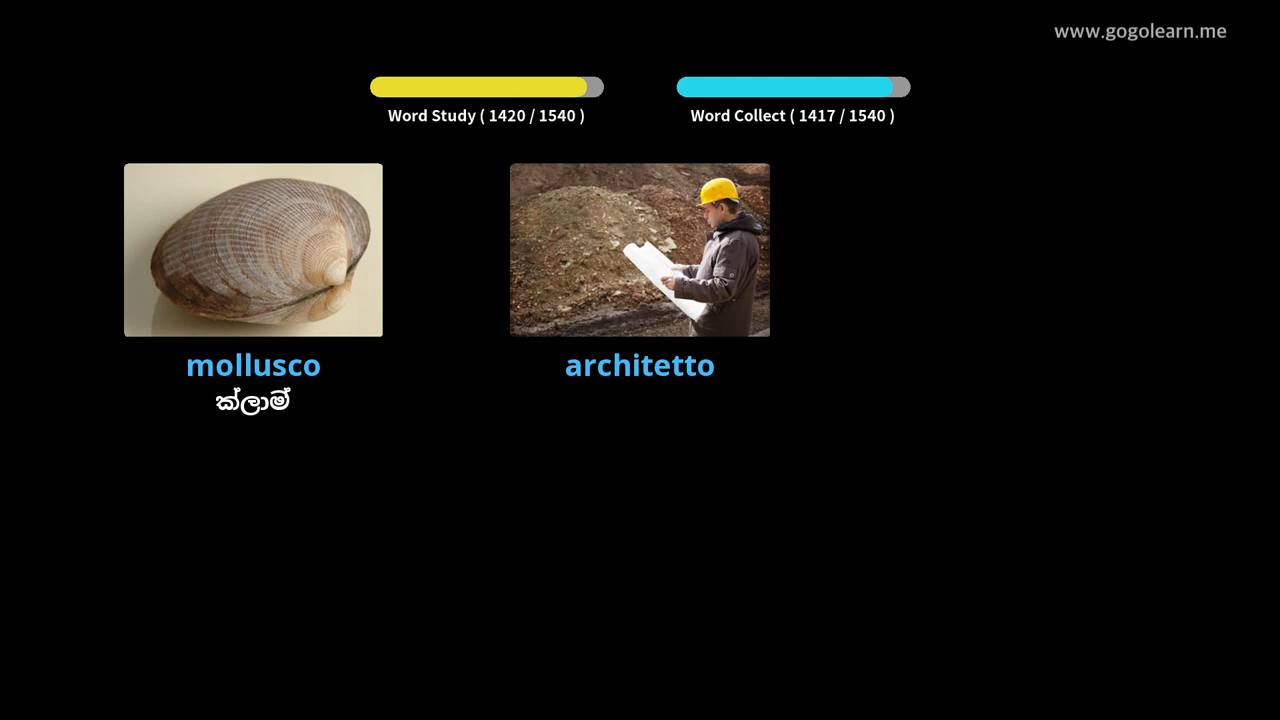 www.gogolearn.me
Word Study ( 1420 / 1540 )
Word Collect ( 1417 / 1540 )
mollusco
architetto
ක්ලාම්